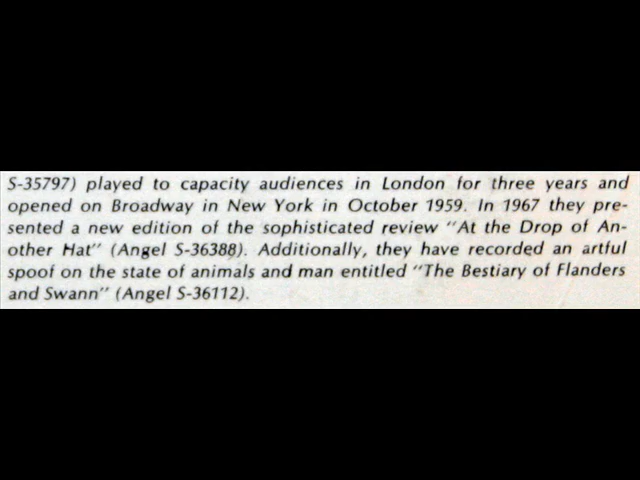 S-35797) played to capacity audiences in London for three years and
opened on Broadway in New York in October 1959. In 1967 they pre-
sented a new edition of the sophisticated review "At the Drop of An-
other Hat" (Angel S-36388). Additionally, they have recorded an artful
spoof on the state of animals and man entitled "The Bestiary of Flanders
and Swann" (Angel S-36112).